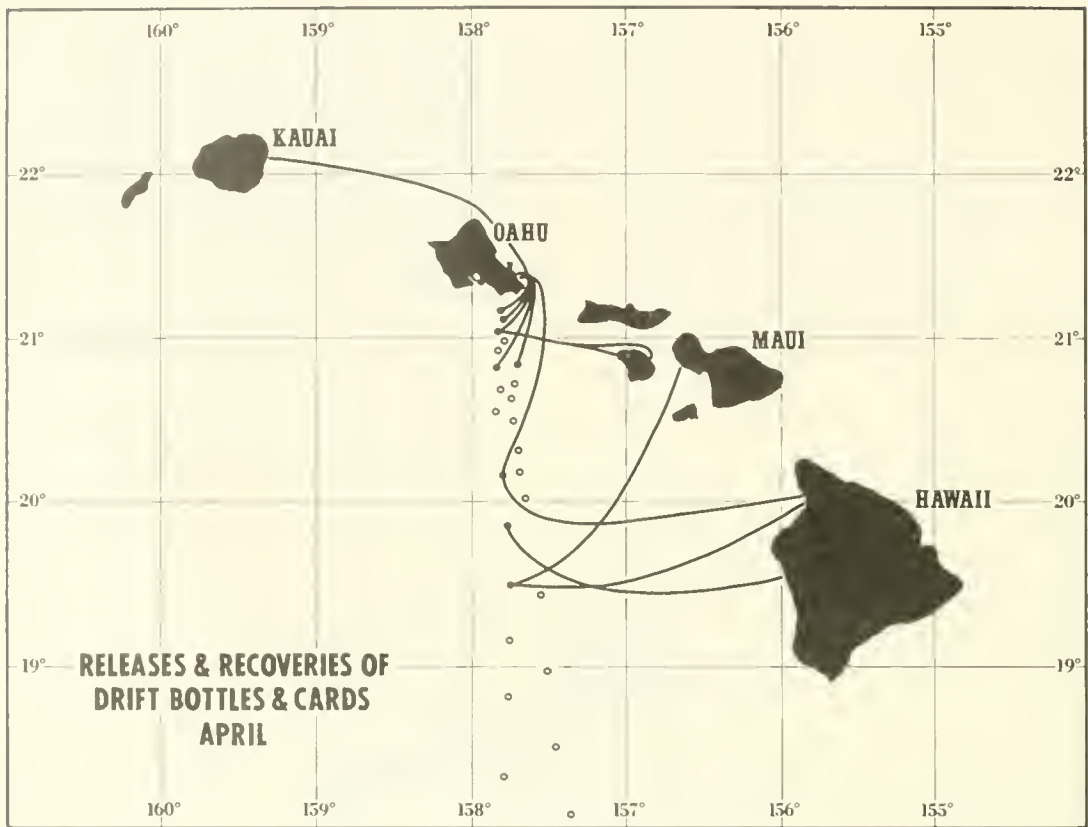 160° 159° 158° 157° 156° 155°
KAUAI
22° 22°
OAHU
21° 21°
MAUI
20° 20°
HAWAII
19° 19°
RELEASES & RECOVERIES OF
DRIFT BOTTLES & CARDS
APRIL
160° 159° 158° 157° 156° 155°